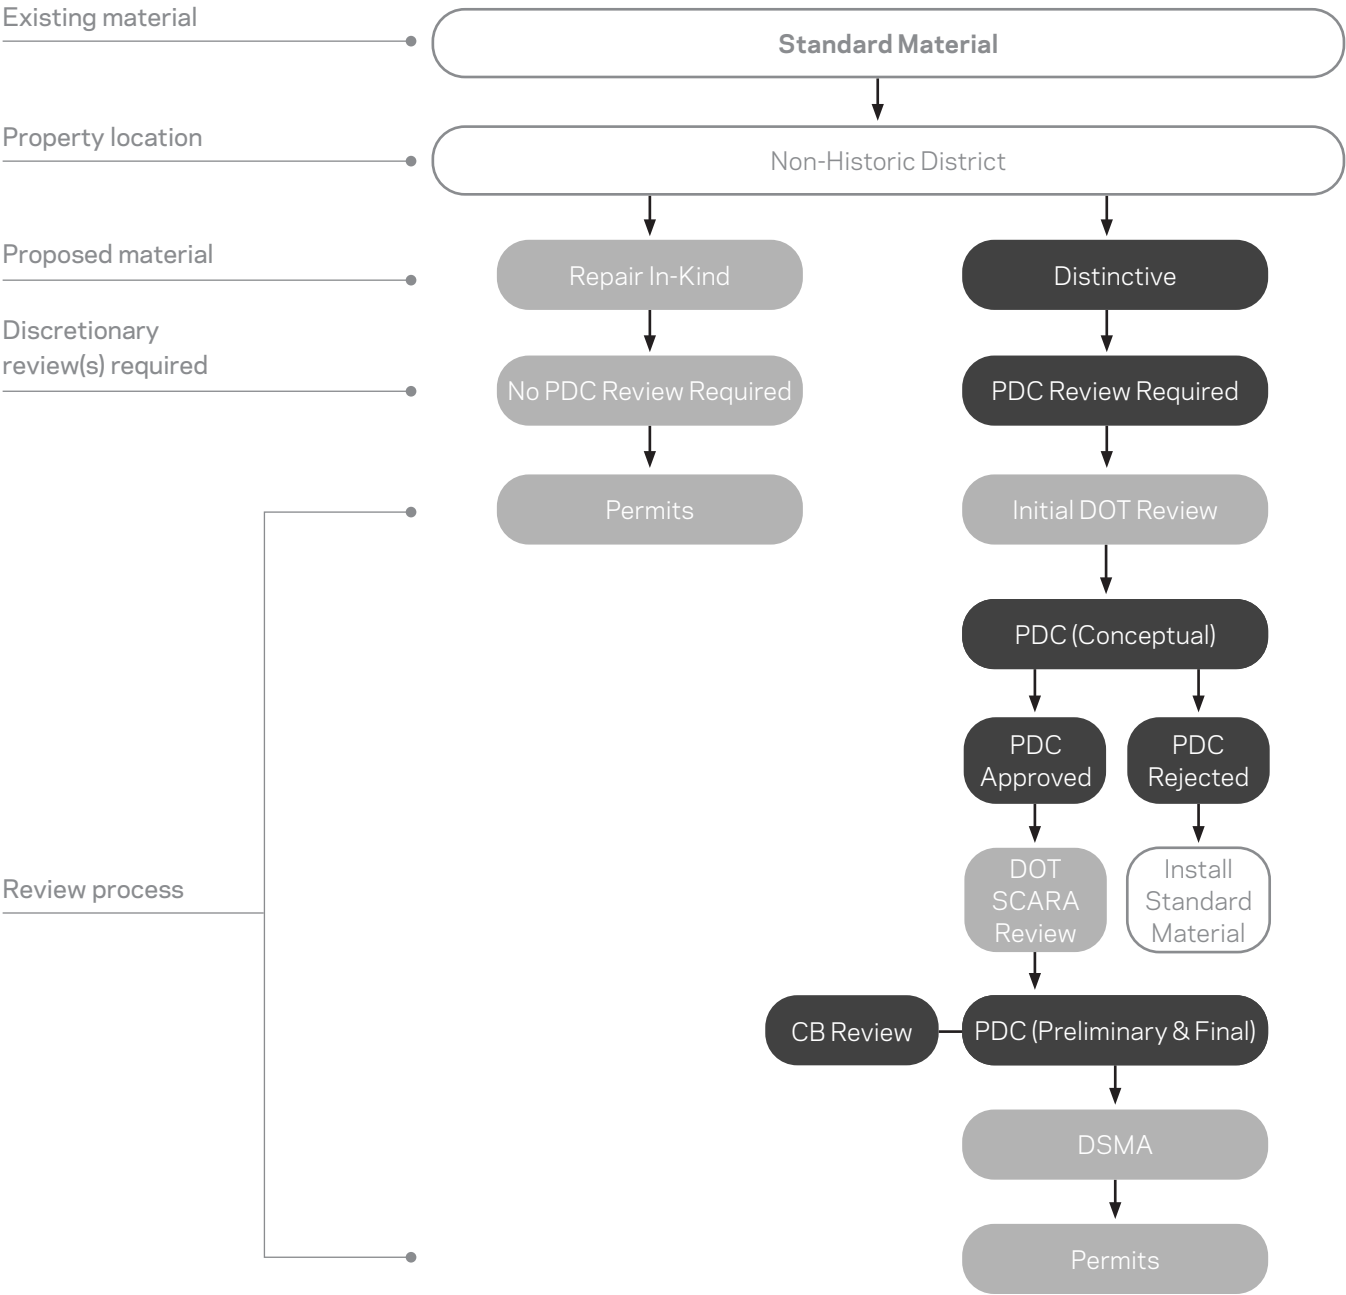 Existing material
Standard Material
Property location
Non-Historic District
Proposed material
Repair In-Kind
Distinctive
Discretionary
review(s) required
No PDC Review Required
PDC Review Required
Permits
Initial DOT Review
PDC (Conceptual)
PDC
Approved
PDC
Rejected
Review process
DOT
SCARA
Review
Install
Standard
Material
CB Review
PDC (Preliminary & Final)
DSMA
Permits